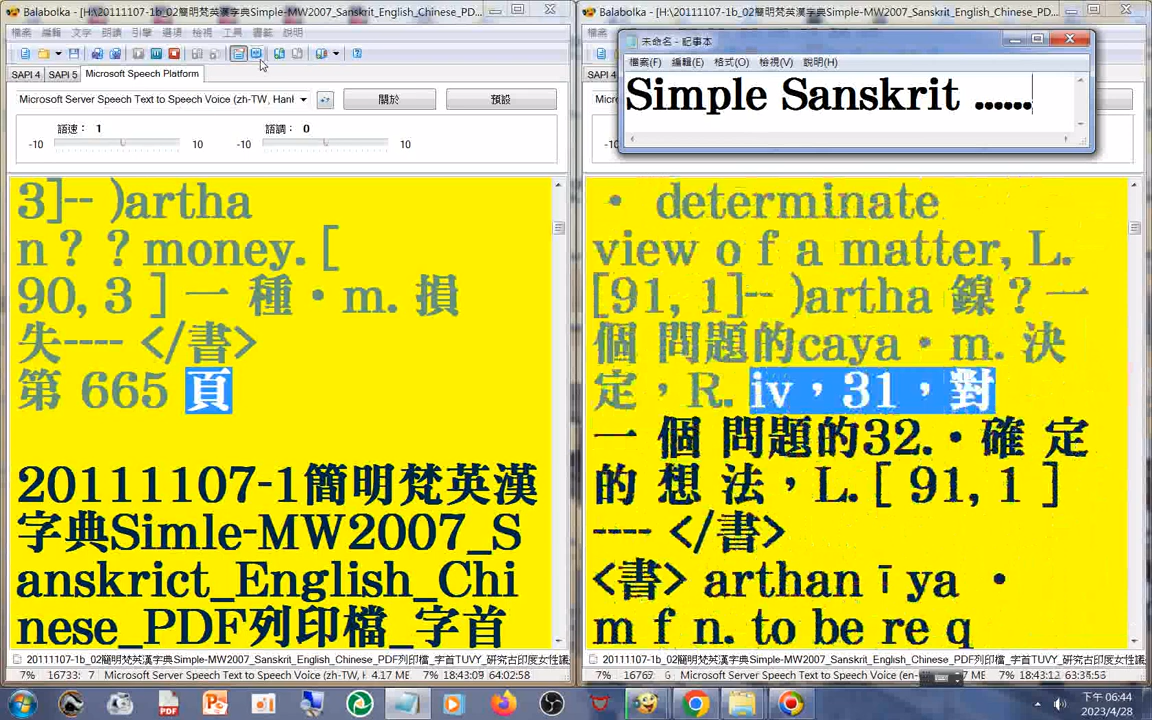 Balabolka - [H:\20111107-1b_02簡明梵英漢字典Simple-MW2007_Sanskrit_English_Chinese_PD...
檔案 編輯 文字 朗讀 引擎 選項 檢視 工具 書籤 說明
SAPI 4 SAPI 5 Microsoft Speech Platform
Microsoft Server Speech Text to Speech Voice (zh-TW, HanH
關於 預設
語速： 1 語調： 0
-10 10 -10 10
3]-- )artha
n？？money. [
90, 3 ] 一 種・m. 損
失---- </書>
第 665 頁
20111107-1簡明梵英漢
字典Simle-MW2007_S
anskrict_English_Chi
nese_PDF列印檔_字首
20111107-1b_02簡明梵英漢字典Simple-MW2007_Sanskrit_English_Chinese_PDF列印檔_字首TUVY_研究古印度女性議
7% 16733: 7 Microsoft Server Speech Text to Speech Voice (zh-TW, H 4.17 ME 7% 18:43:09 64:02:58
Balabolka - [H:\20111107-1b_02簡明梵英漢字典Simple-MW2007_Sanskrit_English_Chinese_PD...
SAPI 4
Micr
未命名 - 記事本
檔案(F) 編輯(E) 格式(O) 檢視(V) 說明(H)
Simple Sanskrit ......
語
-10
・ determinate
view o f a matter, L.
[91, 1]-- )artha 鎳？一
個 問題的caya・m. 決
定，R. iv，31，對
一 個 問題的32.・確 定
的 想 法，L. [ 91, 1 ]
---- </書>
<書> arthan ī ya ・
m f n. to be re q
20111107-1b_02簡明梵英漢字典Simple-MW2007_Sanskrit_English_Chinese_PDF列印檔_字首TUVY_研究古印度女性議
7% Microsoft Server Speech Text to Speech Voice (en- 4.17 ME 7% 18:43:12
下午 06:44
2023/4/28